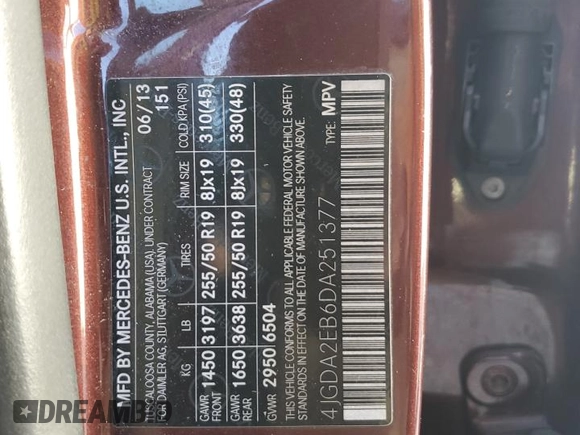 MFD BY MERCEDES-BENZ U.S. INTL., INC
TUSCALOOSA COUNTY, ALABAMA (USA), UNDER CONTRACT 06/13
FOR DAIMLER AG, STUTTGART (GERMANY) 151
KG LB TIRES RIM SIZE COLD KPA(PSI)
GAWR FRONT 1450 3197 255/50 R19 8Jx19 310(45)
GAWR REAR 1650 3638 255/50 R19 8Jx19 330(48)
GVWR 2950 6504
THIS VEHICLE CONFORMS TO ALL APPLICABLE FEDERAL MOTOR VEHICLE SAFETY
STANDARDS IN EFFECT ON THE DATE OF MANUFACTURE SHOWN ABOVE.
4JGDA2EB6DA251377 TYPE: MPV
DREAMBID